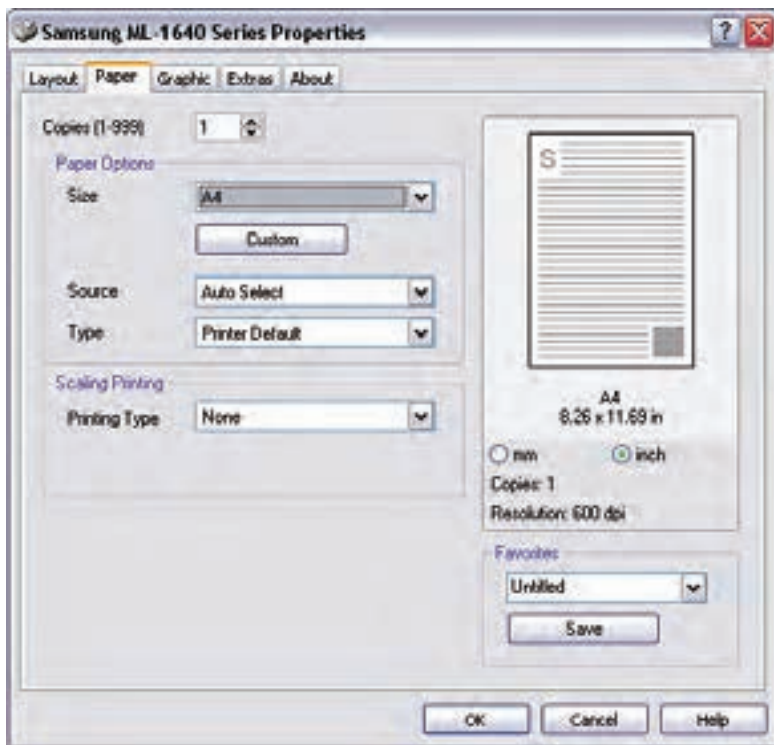 Samsung ML-1640 Series Properties
Layout Paper Graphic Extras About
Copies (1-999) 1
Paper Options
Size A4
Custom
Source Auto Select
Type Printer Default
Scaling Printing
Printing Type None
S
A4
8.26 x 11.69 in
mm inch
Copies: 1
Resolution: 600 dpi
Favorites
Untitled
Save
OK Cancel Help